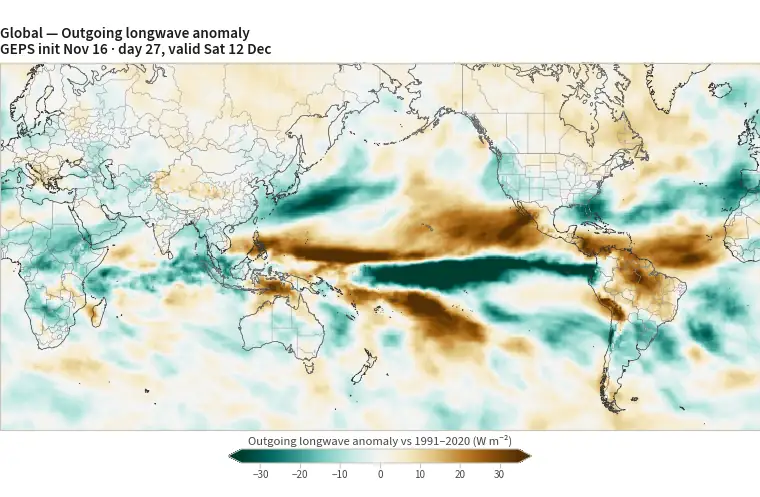 Global — Outgoing longwave anomaly
GEPS init Nov 16 · day 27, valid Sat 12 Dec
Outgoing longwave anomaly vs 1991–2020 (W m⁻²)
−30 −20 −10 0 10 20 30